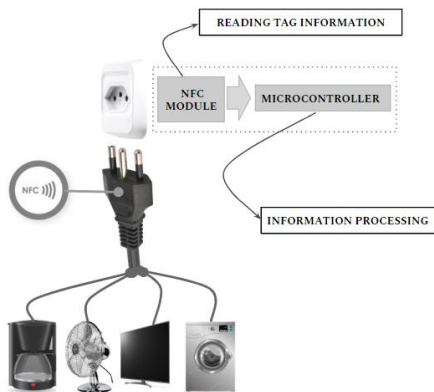 READING TAG INFORMATION
NFC
MODULE
MICROCONTROLLER
NFC
INFORMATION PROCESSING